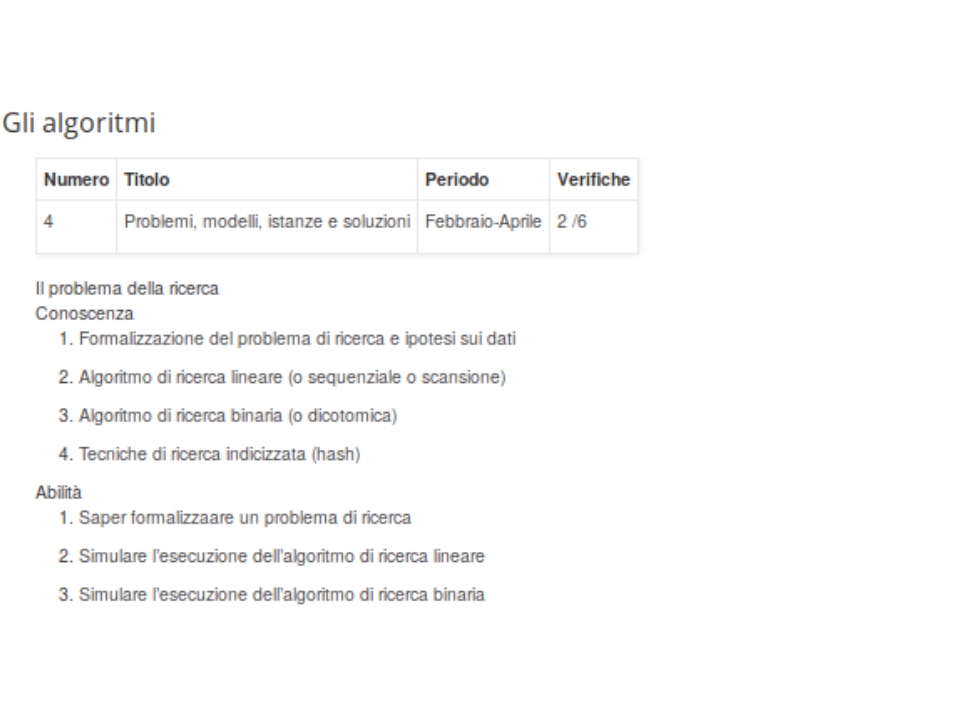 Gli algoritmi
Numero Titolo Periodo Verifiche
4 Problemi, modelli, istanze e soluzioni Febbraio-Aprile 2 /6
Il problema della ricerca
Conoscenza
1. Formalizzazione del problema di ricerca e ipotesi sui dati
2. Algoritmo di ricerca lineare (o sequenziale o scansione)
3. Algoritmo di ricerca binaria (o dicotomica)
4. Tecniche di ricerca indicizzata (hash)
Abilità
1. Saper formalizzaare un problema di ricerca
2. Simulare l'esecuzione dell'algoritmo di ricerca lineare
3. Simulare l'esecuzione dell'algoritmo di ricerca binaria